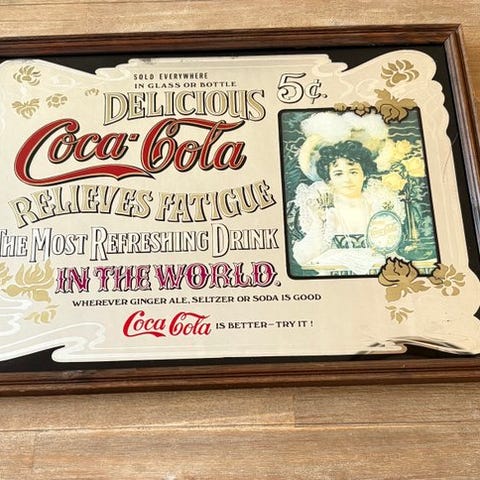 SOLD EVERYWHERE
IN GLASS OR BOTTLE
5¢.
DELICIOUS
Coca-Cola
RELIEVES FATIGUE
THE MOST REFRESHING DRINK
IN THE WORLD.
WHEREVER GINGER ALE, SELTZER OR SODA IS GOOD
Coca-Cola IS BETTER-TRY IT!